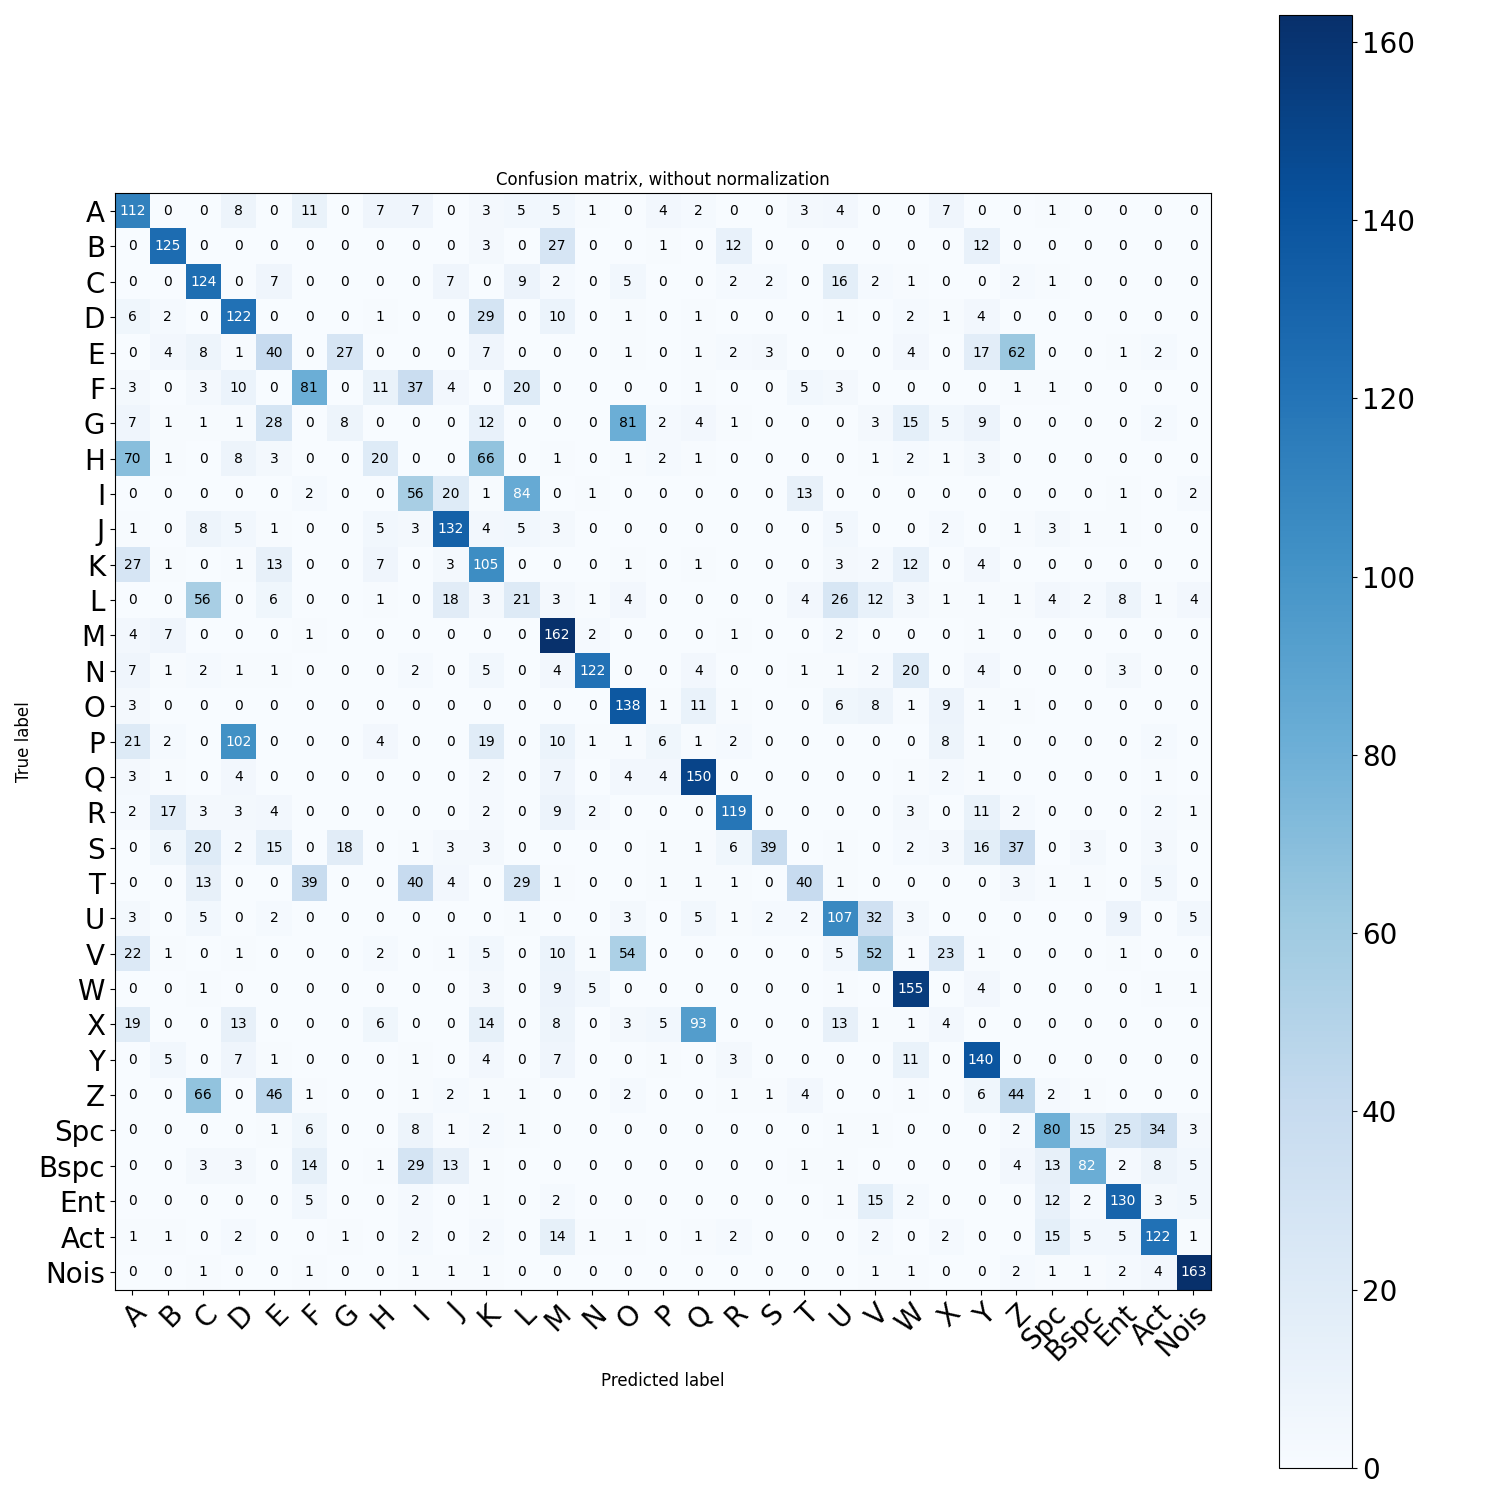 Confusion matrix, without normalization
A 112 0 0 8 0 11 0 7 7 0 3 5 5 1 0 4 2 0 0 3 4 0 0 7 0 0 1 0 0 0 0
B 0 125 0 0 0 0 0 0 0 0 3 0 27 0 0 1 0 12 0 0 0 0 0 0 12 0 0 0 0 0 0
C 0 0 124 0 7 0 0 0 0 7 0 9 2 0 5 0 0 2 2 0 16 2 1 0 0 2 1 0 0 0 0
D 6 2 0 122 0 0 0 1 0 0 29 0 10 0 1 0 1 0 0 0 1 0 2 1 4 0 0 0 0 0 0
E 0 4 8 1 40 0 27 0 0 0 7 0 0 0 1 0 1 2 3 0 0 0 4 0 17 62 0 0 1 2 0
F 3 0 3 10 0 81 0 11 37 4 0 20 0 0 0 0 1 0 0 5 3 0 0 0 0 1 1 0 0 0 0
G 7 1 1 1 28 0 8 0 0 0 12 0 0 0 81 2 4 1 0 0 0 3 15 5 9 0 0 0 0 2 0
H 70 1 0 8 3 0 0 20 0 0 66 0 1 0 1 2 1 0 0 0 0 1 2 1 3 0 0 0 0 0 0
I 0 0 0 0 0 2 0 0 56 20 1 84 0 1 0 0 0 0 0 13 0 0 0 0 0 0 0 0 1 0 2
J 1 0 8 5 1 0 0 5 3 132 4 5 3 0 0 0 0 0 0 0 5 0 0 2 0 1 3 1 1 0 0
K 27 1 0 1 13 0 0 7 0 3 105 0 0 0 1 0 1 0 0 0 3 2 12 0 4 0 0 0 0 0 0
L 0 0 56 0 6 0 0 1 0 18 3 21 3 1 4 0 0 0 0 4 26 12 3 1 1 1 4 2 8 1 4
M 4 7 0 0 0 1 0 0 0 0 0 0 162 2 0 0 0 1 0 0 2 0 0 0 1 0 0 0 0 0 0
N 7 1 2 1 1 0 0 0 2 0 5 0 4 122 0 0 4 0 0 1 1 2 20 0 4 0 0 0 3 0 0
O 3 0 0 0 0 0 0 0 0 0 0 0 0 0 138 1 11 1 0 0 6 8 1 9 1 1 0 0 0 0 0
P 21 2 0 102 0 0 0 4 0 0 19 0 10 1 1 6 1 2 0 0 0 0 0 8 1 0 0 0 0 2 0
Q 3 1 0 4 0 0 0 0 0 0 2 0 7 0 4 4 150 0 0 0 0 0 1 2 1 0 0 0 0 1 0
R 2 17 3 3 4 0 0 0 0 0 2 0 9 2 0 0 0 119 0 0 0 0 3 0 11 2 0 0 0 2 1
S 0 6 20 2 15 0 18 0 1 3 3 0 0 0 0 1 1 6 39 0 1 0 2 3 16 37 0 3 0 3 0
T 0 0 13 0 0 39 0 0 40 4 0 29 1 0 0 1 1 1 0 40 1 0 0 0 0 3 1 1 0 5 0
U 3 0 5 0 2 0 0 0 0 0 0 1 0 0 3 0 5 1 2 2 107 32 3 0 0 0 0 0 9 0 5
V 22 1 0 1 0 0 0 2 0 1 5 0 10 1 54 0 0 0 0 0 5 52 1 23 1 0 0 0 1 0 0
W 0 0 1 0 0 0 0 0 0 0 3 0 9 5 0 0 0 0 0 0 1 0 155 0 4 0 0 0 0 1 1
X 19 0 0 13 0 0 0 6 0 0 14 0 8 0 3 5 93 0 0 0 13 1 1 4 0 0 0 0 0 0 0
Y 0 5 0 7 1 0 0 0 1 0 4 0 7 0 0 1 0 3 0 0 0 0 11 0 140 0 0 0 0 0 0
Z 0 0 66 0 46 1 0 0 1 2 1 1 0 0 2 0 0 1 1 4 0 0 1 0 6 44 2 1 0 0 0
Spc 0 0 0 0 1 6 0 0 8 1 2 1 0 0 0 0 0 0 0 0 1 1 0 0 0 2 80 15 25 34 3
Bspc 0 0 3 3 0 14 0 1 29 13 1 0 0 0 0 0 0 0 0 1 1 0 0 0 0 4 13 82 2 8 5
Ent 0 0 0 0 0 5 0 0 2 0 1 0 2 0 0 0 0 0 0 0 1 15 2 0 0 0 12 2 130 3 5
Act 1 1 0 2 0 0 1 0 2 0 2 0 14 1 1 0 1 2 0 0 0 2 0 2 0 0 15 5 5 122 1
Nois 0 0 1 0 0 1 0 0 1 1 1 0 0 0 0 0 0 0 0 0 0 1 1 0 0 2 1 1 2 4 163
A B C D E F G H I J K L M N O P Q R S T U V W X Y Z Spc Bspc Ent Act Nois
Predicted label
True label
160
140
120
100
80
60
40
20
0